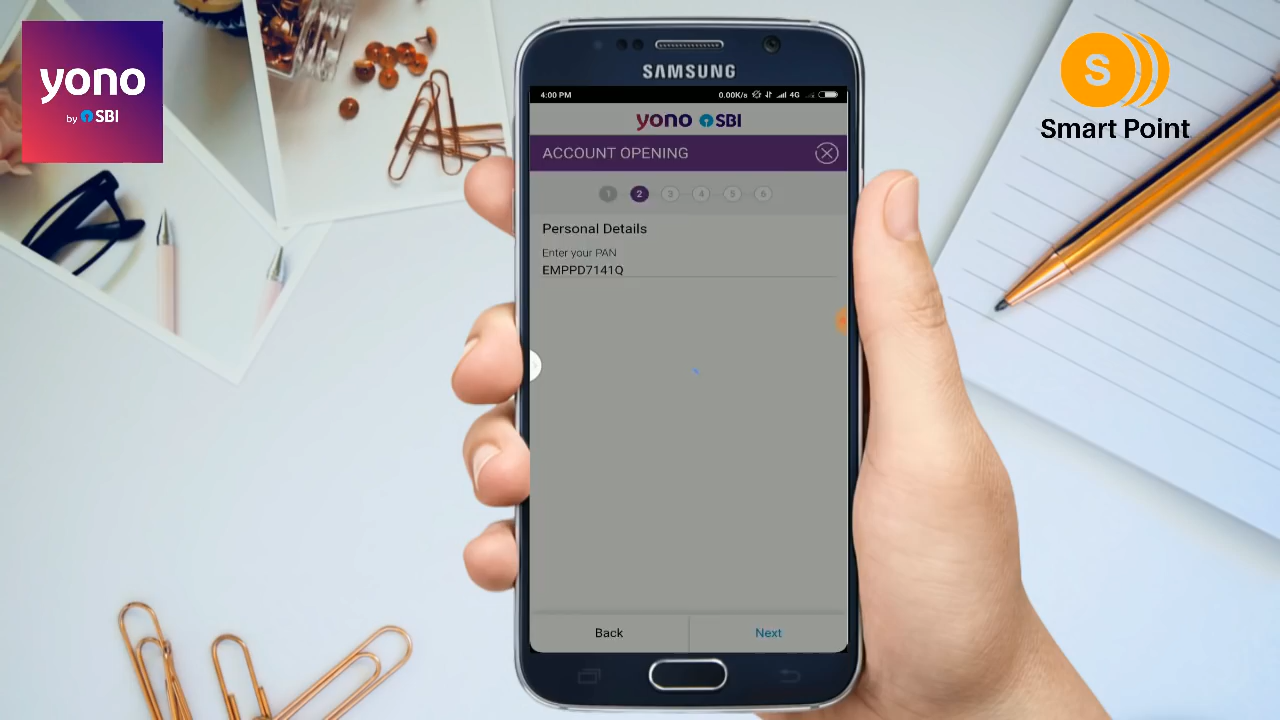 yono
by SBI
S
Smart Point
SAMSUNG
4:00 PM 0.00K/s 4G
yono SBI
ACCOUNT OPENING
1 2 3 4 5 6
Personal Details
Enter your PAN
EMPPD7141Q
Back Next